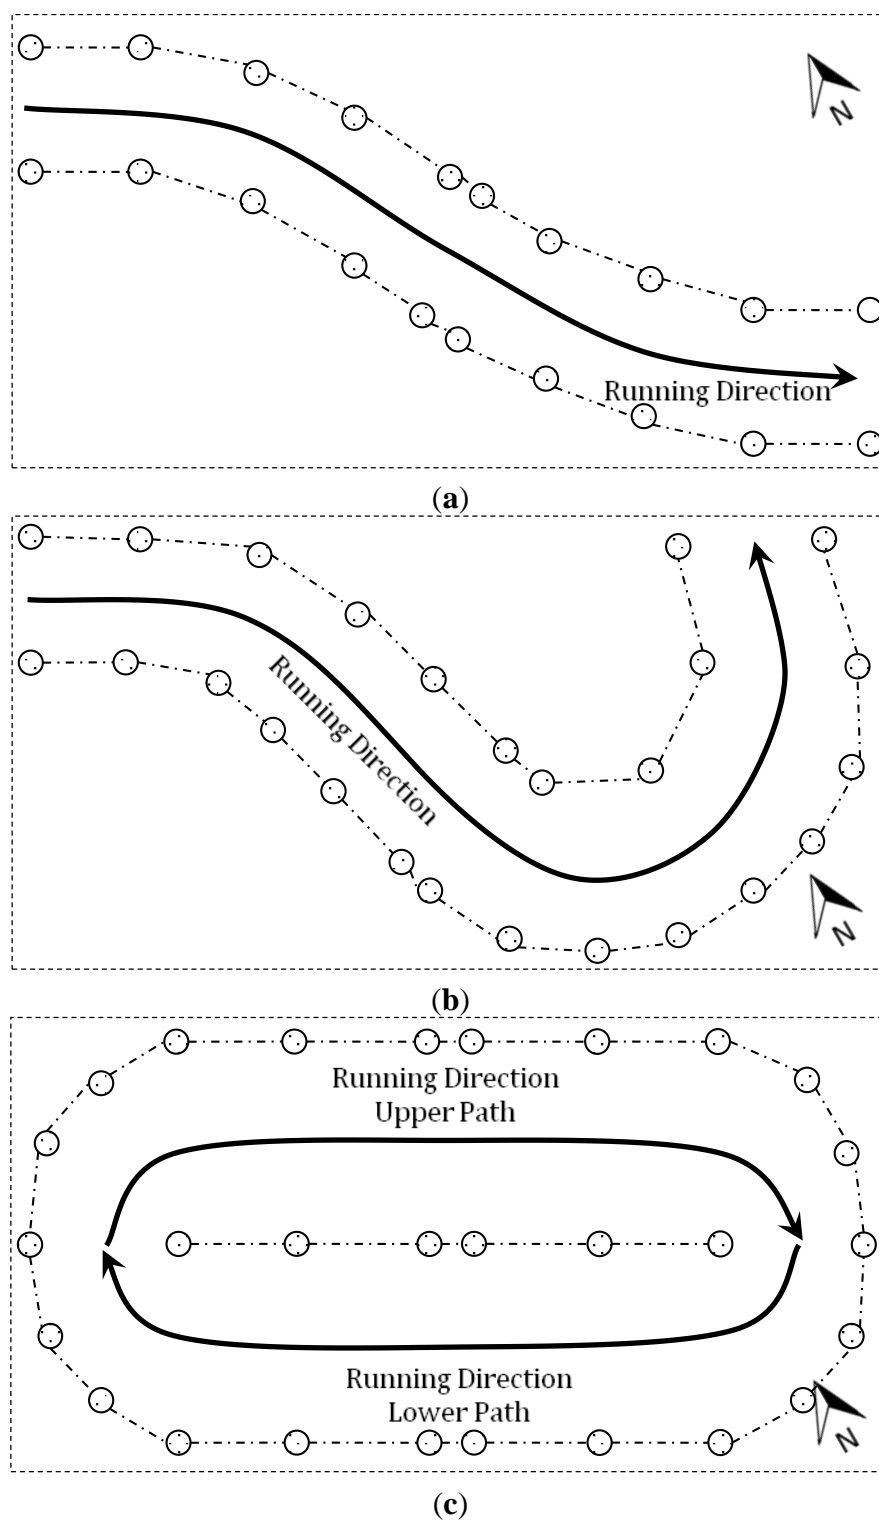 N
Running Direction
(a)
Running Direction
N
(b)
Running Direction
Upper Path
Running Direction
Lower Path
N
(c)